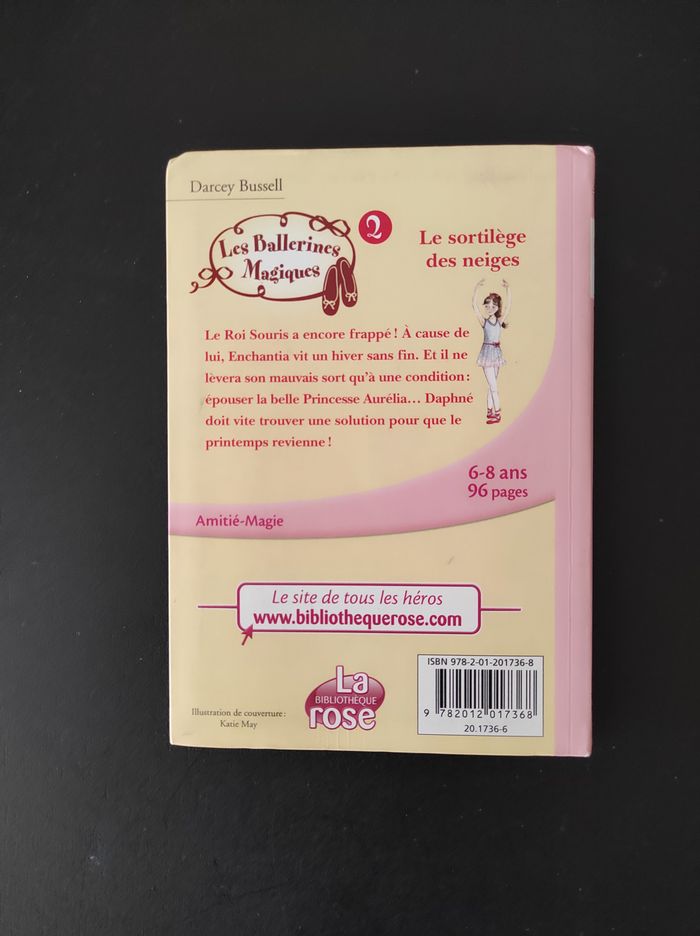 Darcey Bussell
Les Ballerines
Magiques
2
Le sortilège
des neiges
Le Roi Souris a encore frappé ! À cause de
lui, Enchantia vit un hiver sans fin. Et il ne
lèvera son mauvais sort qu'à une condition :
épouser la belle Princesse Aurélia… Daphné
doit vite trouver une solution pour que le
printemps revienne !
6-8 ans
96 pages
Amitié-Magie
Le site de tous les héros
www.bibliothequerose.com
La
BIBLIOTHÈQUE
rose
Illustration de couverture :
Katie May
ISBN 978-2-01-201736-8
9 782012 017368
20.1736-6